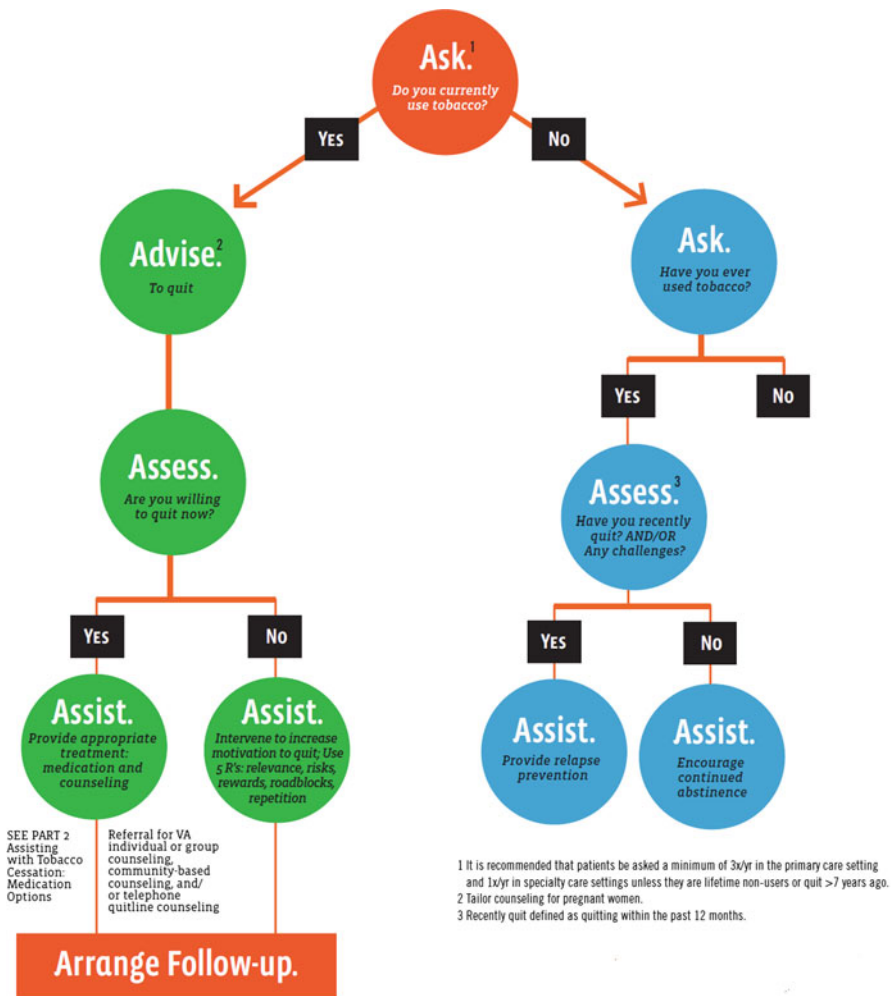 Ask.1
Do you currently
use tobacco?
YES
NO
Advise.2
To quit
Ask.
Have you ever
used tobacco?
YES
NO
Assess.
Are you willing
to quit now?
Assess.3
Have you recently
quit? AND/OR
Any challenges?
YES
NO
YES
NO
Assist.
Provide appropriate
treatment:
medication and
counseling
Assist.
Intervene to increase
motivation to quit; Use
5 R's: relevance, risks,
rewards, roadblocks,
repetition
Assist.
Provide relapse
prevention
Assist.
Encourage
continued
abstinence
SEE PART 2
Assisting
with Tobacco
Cessation:
Medication
Options
Referral for VA
individual or group
counseling,
community-based
counseling, and/
or telephone
quitline counseling
1 It is recommended that patients be asked a minimum of 3x/yr in the primary care setting
and 1x/yr in specialty care settings unless they are lifetime non-users or quit >7 years ago.
2 Tailor counseling for pregnant women.
3 Recently quit defined as quitting within the past 12 months.
Arrange Follow-up.